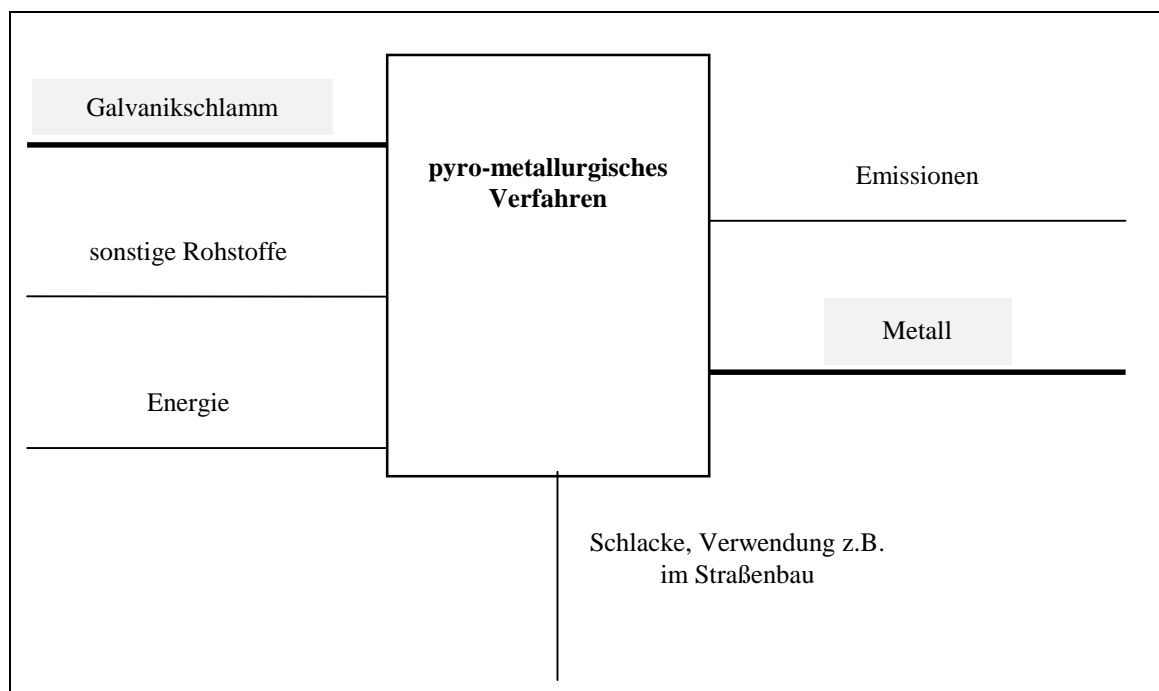 Galvanikschlamm
pyro-metallurgisches
Verfahren
Emissionen
sonstige Rohstoffe
Metall
Energie
Schlacke, Verwendung z.B.
im Straßenbau